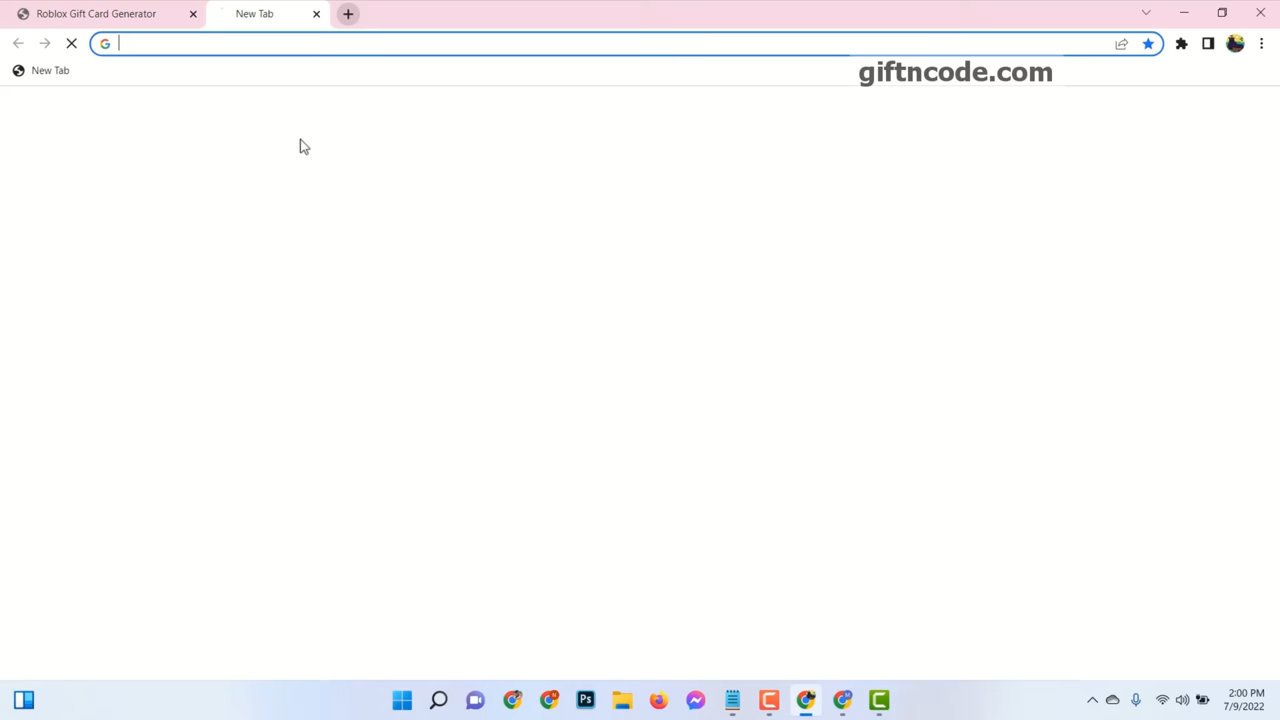 Roblox Gift Card Generator
New Tab
New Tab
giftncode.com
2:00 PM
7/9/2022